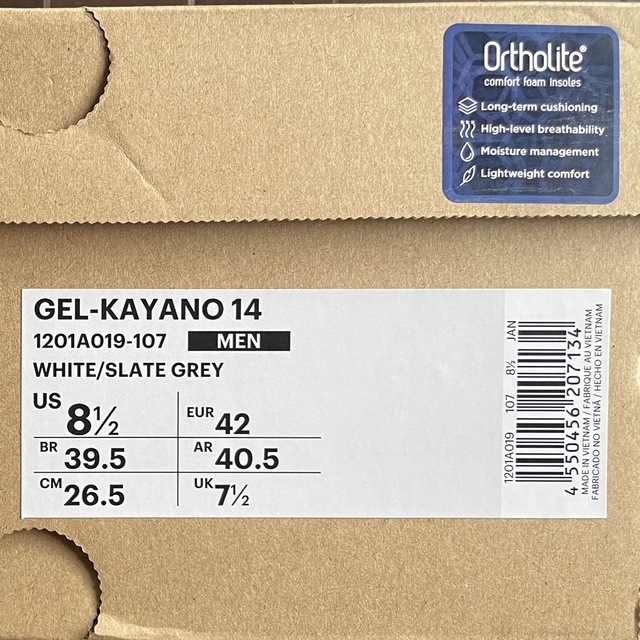 Ortholite®
comfort foam insoles
Long-term cushioning
High-level breathability
Moisture management
Lightweight comfort
GEL-KAYANO 14
1201A019-107 MEN
WHITE/SLATE GREY
US 8½ EUR 42
BR 39.5 AR 40.5
CM 26.5 UK 7½
1201A019 107 8½ JAN
4 550456 207134
MADE IN VIETNAM / FABRIQUE AU VIETNAM
FABRICADO NO VIETNÃ / HECHO EN VIETNAM